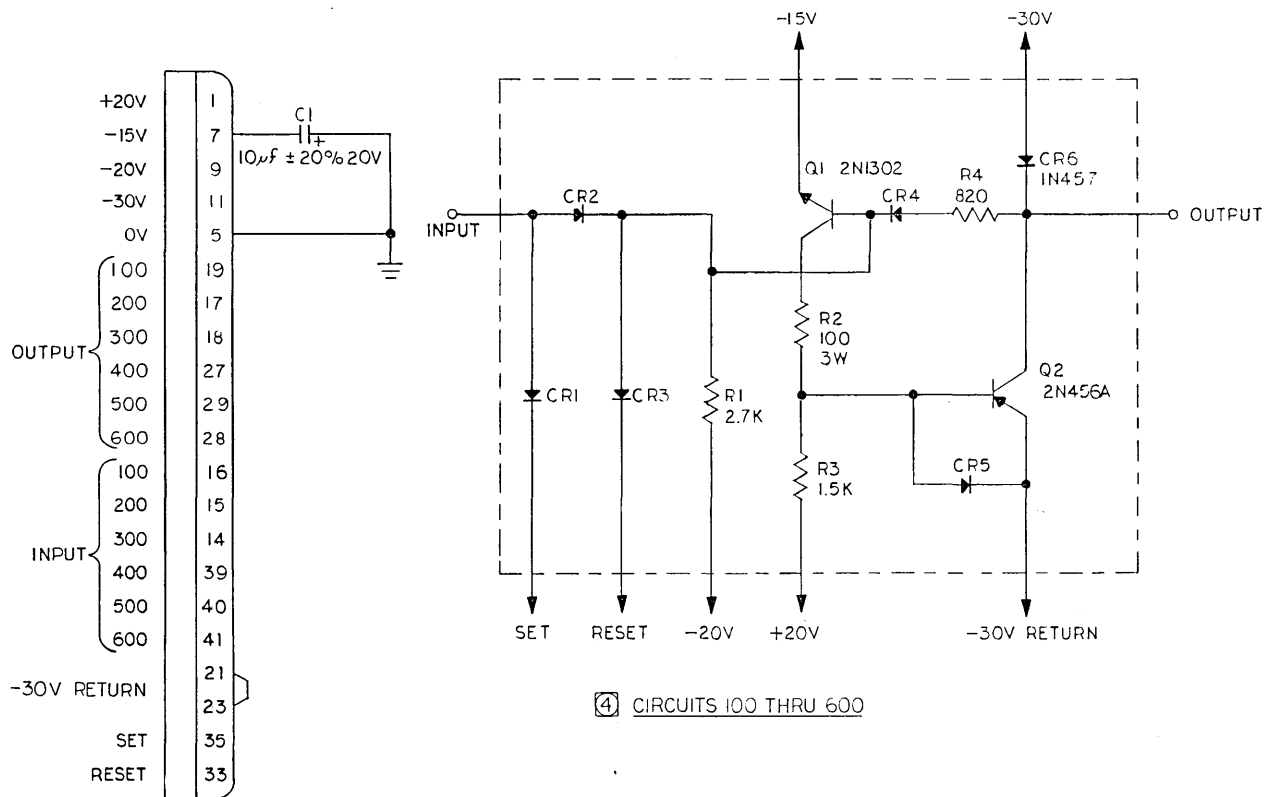 +20V 1
-15V 7
-20V 9
-30V 11
0V 5
C1
+
10μf ± 20% 20V
OUTPUT
100 19
200 17
300 18
400 27
500 29
600 28
INPUT
100 16
200 15
300 14
400 39
500 40
600 41
-30V RETURN
21
23
SET 35
RESET 33
-15V
-30V
INPUT
CR2
Q1 2N1302
CR4
R4
820
CR6
1N457
OUTPUT
CR1
CR3
R1
2.7K
R2
100
3W
Q2
2N456A
R3
1.5K
CR5
SET
RESET
-20V
+20V
-30V RETURN
4 CIRCUITS 100 THRU 600